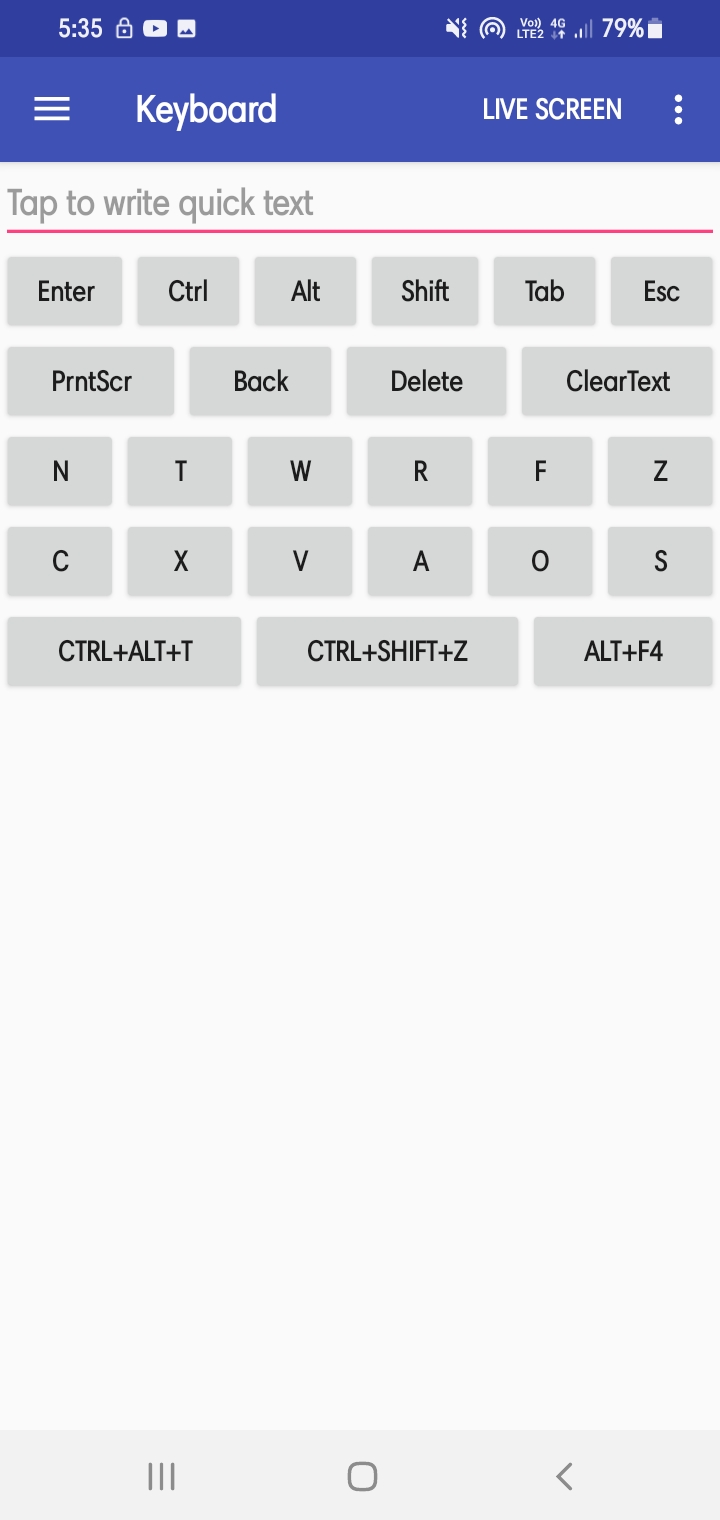 5:35 Vo)) LTE2 4G 79%
Keyboard LIVE SCREEN
Tap to write quick text
Enter Ctrl Alt Shift Tab Esc
PrntScr Back Delete ClearText
N T W R F Z
C X V A O S
CTRL+ALT+T CTRL+SHIFT+Z ALT+F4